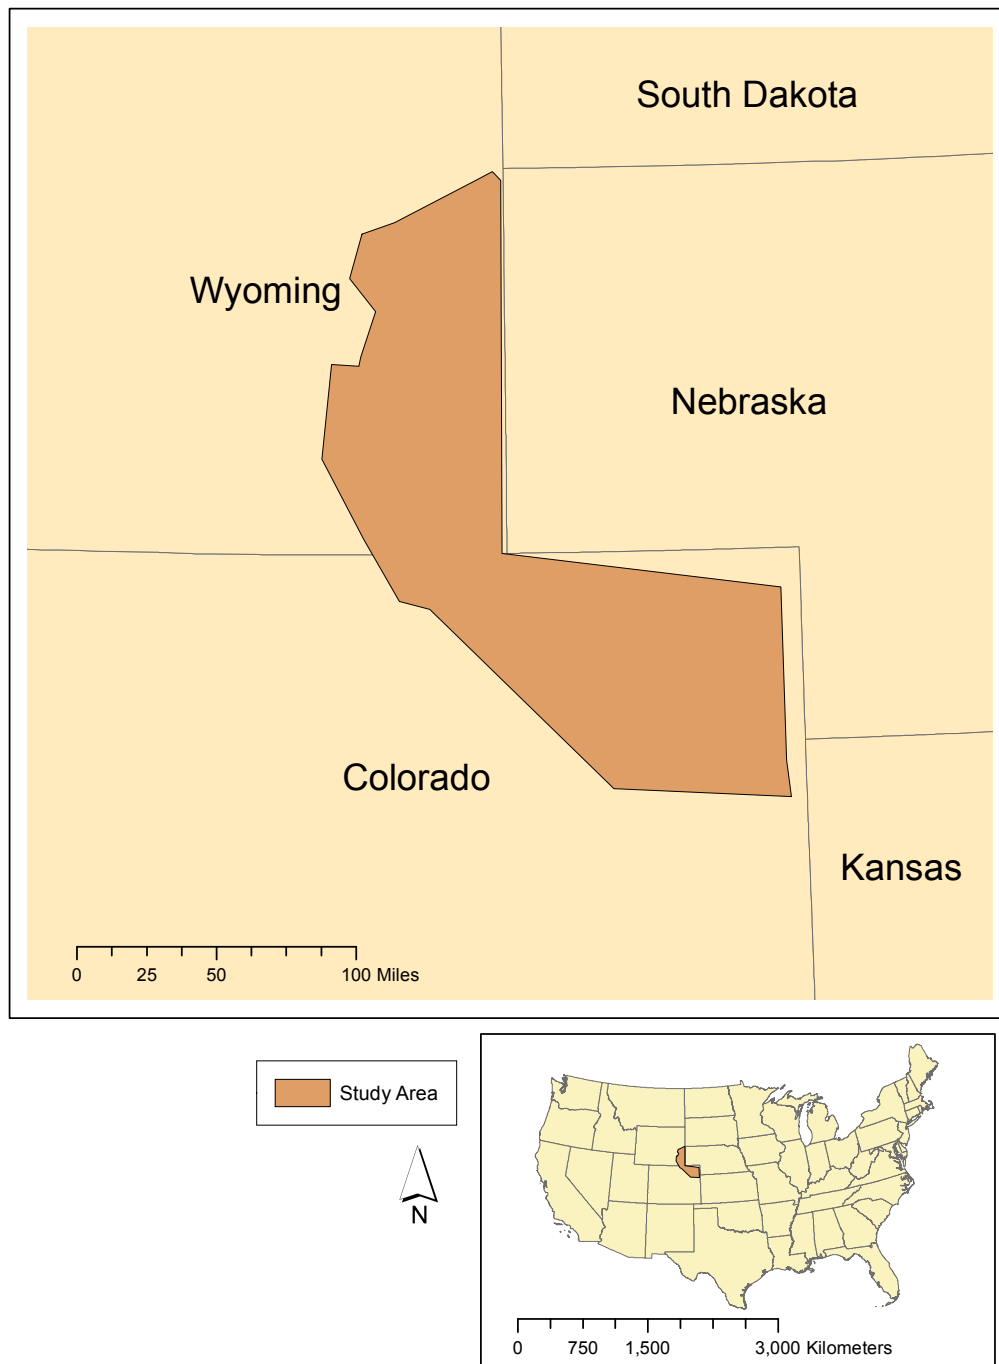 South Dakota
Wyoming
Nebraska
Colorado
Kansas
0 25 50 100 Miles
Study Area
N
0 750 1,500 3,000 Kilometers